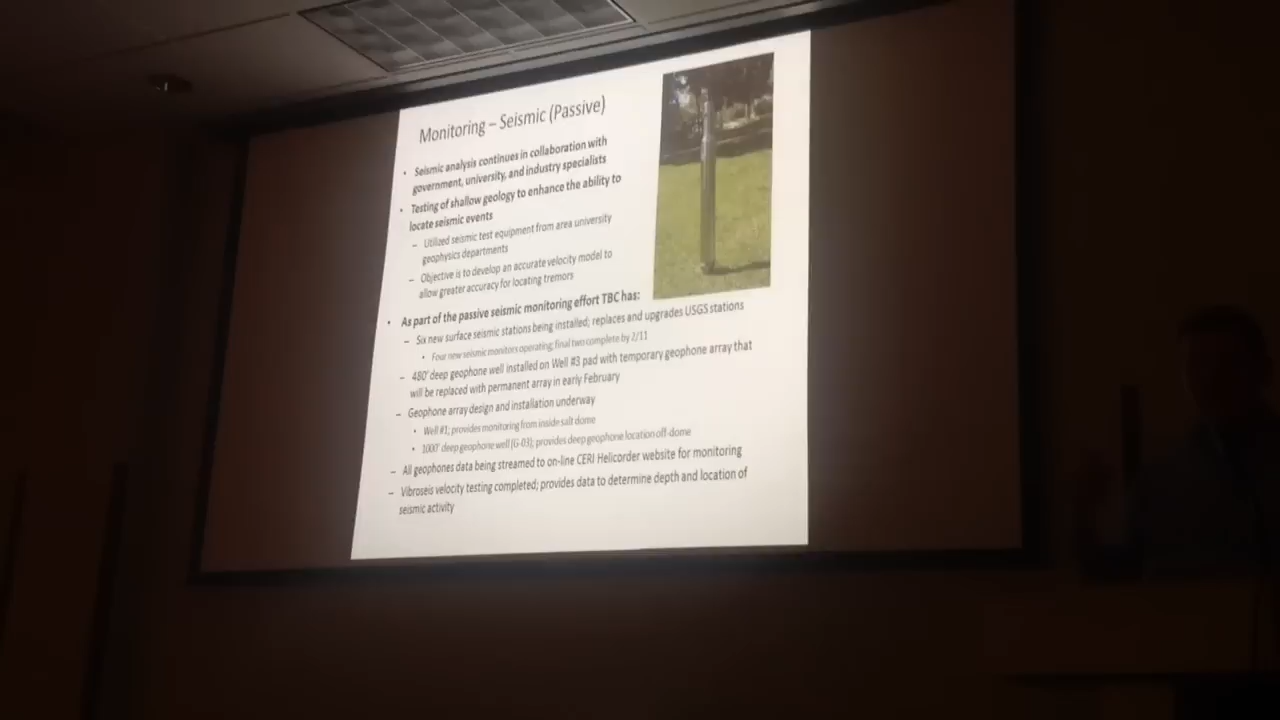 Monitoring – Seismic (Passive)
• Seismic analysis continues in collaboration with
government, university, and industry specialists
• Testing of shallow geology to enhance the ability to
locate seismic events
– Utilized seismic test equipment from area university
geophysics departments
– Objective is to develop an accurate velocity model to
allow greater accuracy for locating tremors
• As part of the passive seismic monitoring effort TBC has:
– Six new surface seismic stations being installed; replaces and upgrades USGS stations
• Four new seismic monitors operating; final two complete by 2/11
– 480' deep geophone well installed on Well #3 pad with temporary geophone array that
will be replaced with permanent array in early February
– Geophone array design and installation underway
• Well #1; provides monitoring from inside salt dome
• 1000' deep geophone well (G-03); provides deep geophone location off-dome
– All geophones data being streamed to on-line CERI Helicorder website for monitoring
– Vibroseis velocity testing completed; provides data to determine depth and location of
seismic activity